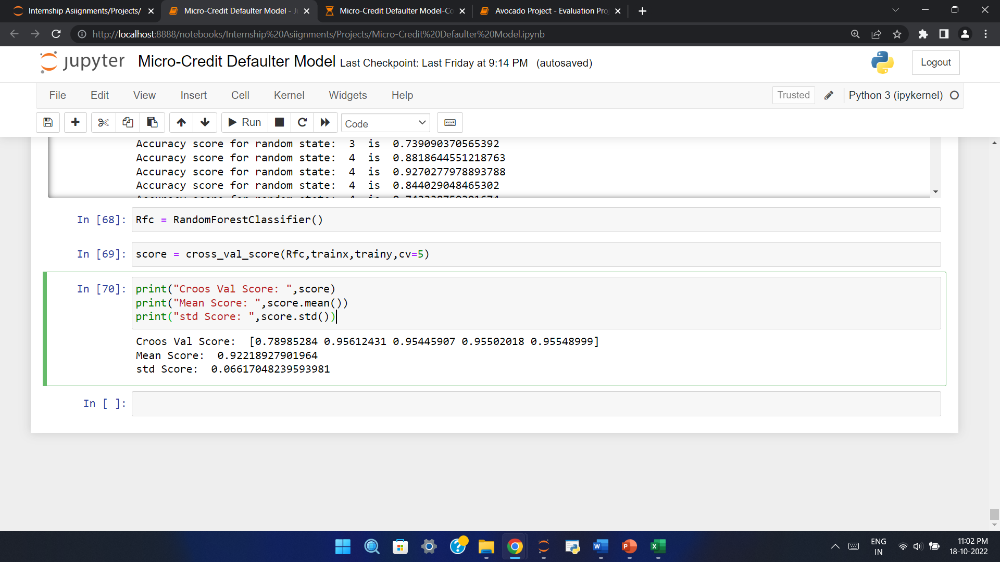 Internship Asiignments/Projects/
Micro-Credit Defaulter Model - J
Micro-Credit Defaulter Model-Co
Avocado Project - Evaluation Proj
http://localhost:8888/notebooks/Internship%20Asiignments/Projects/Micro-Credit%20Defaulter%20Model.ipynb
jupyter Micro-Credit Defaulter Model Last Checkpoint: Last Friday at 9:14 PM (autosaved)
Logout
File Edit View Insert Cell Kernel Widgets Help
Trusted
Python 3 (ipykernel)
Run
Code
Accuracy score for random state:  3  is  0.739090370565392
Accuracy score for random state:  4  is  0.8818644551218763
Accuracy score for random state:  4  is  0.9270277978893788
Accuracy score for random state:  4  is  0.844029048465302
In [68]: Rfc = RandomForestClassifier()
In [69]: score = cross_val_score(Rfc,trainx,trainy,cv=5)
In [70]: print("Croos Val Score: ",score)
print("Mean Score: ",score.mean())
print("std Score: ",score.std())
Croos Val Score:  [0.78985284 0.95612431 0.95445907 0.95502018 0.95548999]
Mean Score:  0.92218927901964
std Score:  0.06617048239593981
In [ ]:
ENG
IN
11:02 PM
18-10-2022